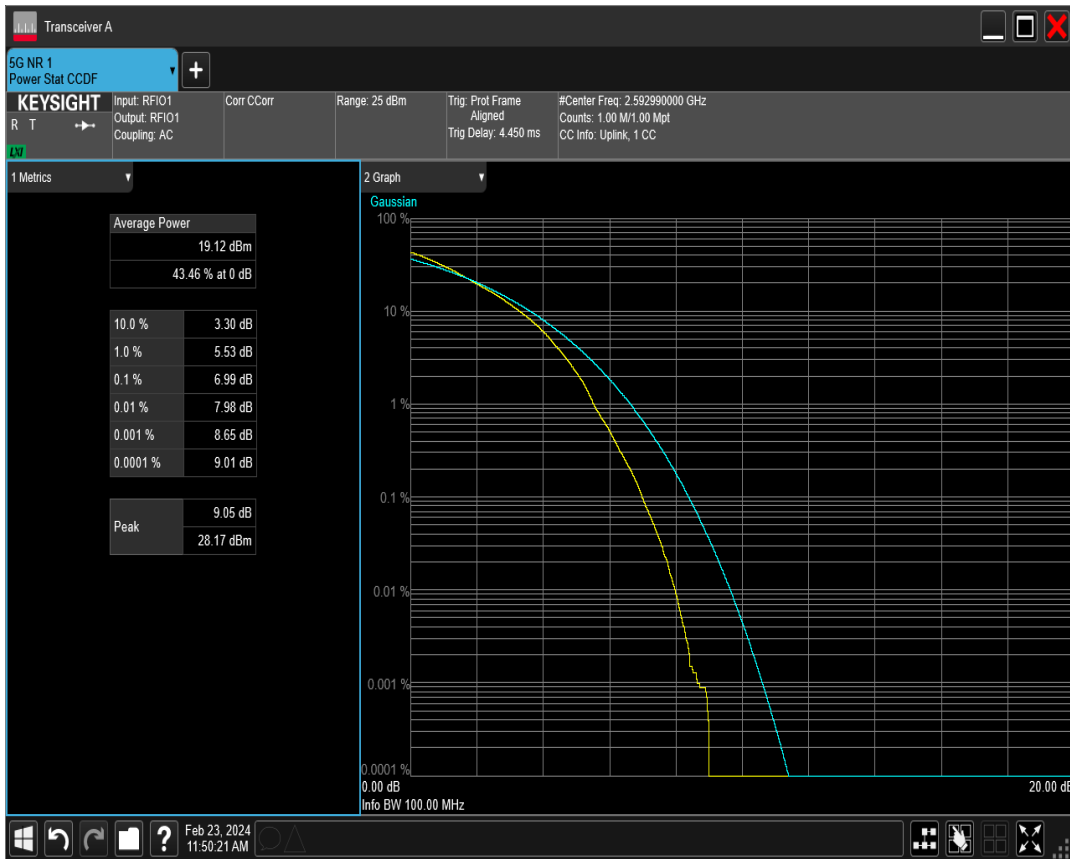 Transceiver A
5G NR 1
Power Stat CCDF
+
KEYSIGHT
R T
LXI
Input: RFIO1
Output: RFIO1
Coupling: AC
Corr CCorr
Range: 25 dBm
Trig: Prot Frame
Aligned
Trig Delay: 4.450 ms
#Center Freq: 2.592990000 GHz
Counts: 1.00 M/1.00 Mpt
CC Info: Uplink, 1 CC
1 Metrics
Average Power
19.12 dBm
43.46 % at 0 dB
10.0 % 3.30 dB
1.0 % 5.53 dB
0.1 % 6.99 dB
0.01 % 7.98 dB
0.001 % 8.65 dB
0.0001 % 9.01 dB
Peak
9.05 dB
28.17 dBm
2 Graph
Gaussian
100 %
10 %
1 %
0.1 %
0.01 %
0.001 %
0.0001 %
0.00 dB 20.00 dB
Info BW 100.00 MHz
?
Feb 23, 2024
11:50:21 AM